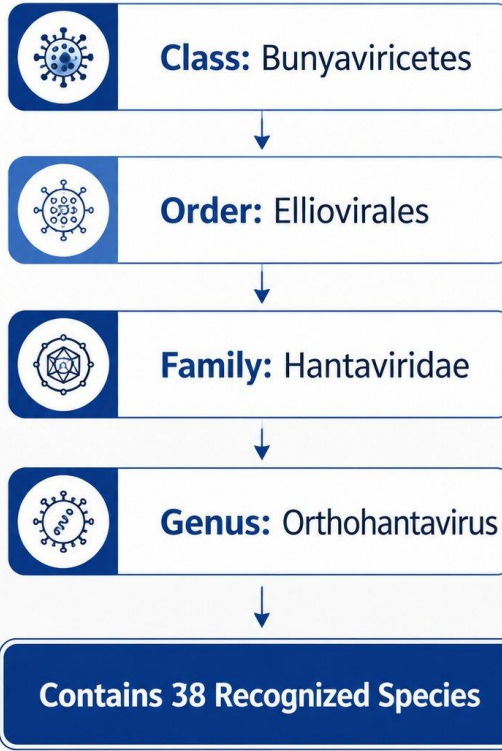 Class: Bunyaviricetes
Order: Elliovirales
Family: Hantaviridae
Genus: Orthohantavirus
Contains 38 Recognized Species